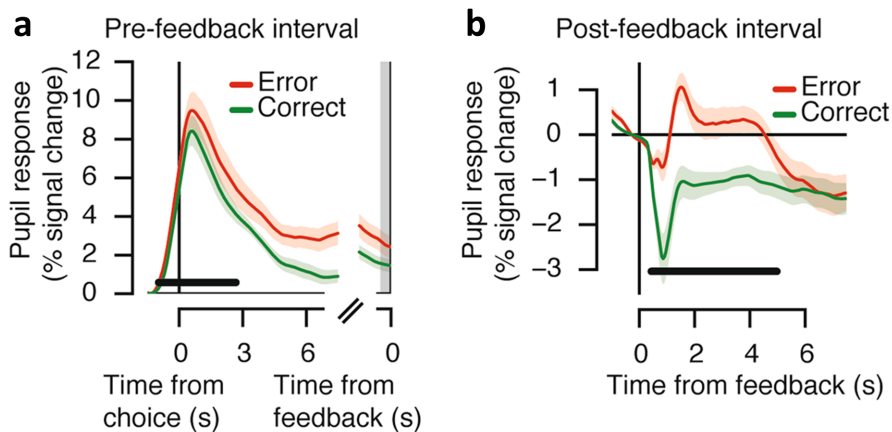 a
Pre-feedback interval
Pupil response
(% signal change)
12
10
8
6
4
2
0
Error
Correct
0
3
6
0
Time from
choice (s)
Time from
feedback (s)
b
Post-feedback interval
Pupil response
(% signal change)
1
0
−1
−2
−3
Error
Correct
0
2
4
6
Time from feedback (s)